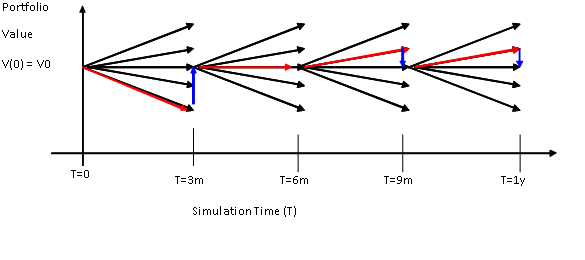 Portfolio
Value
V(0) = V0
T=0
T=3m
T=6m
T=9m
T=1y
Simulation Time (T)